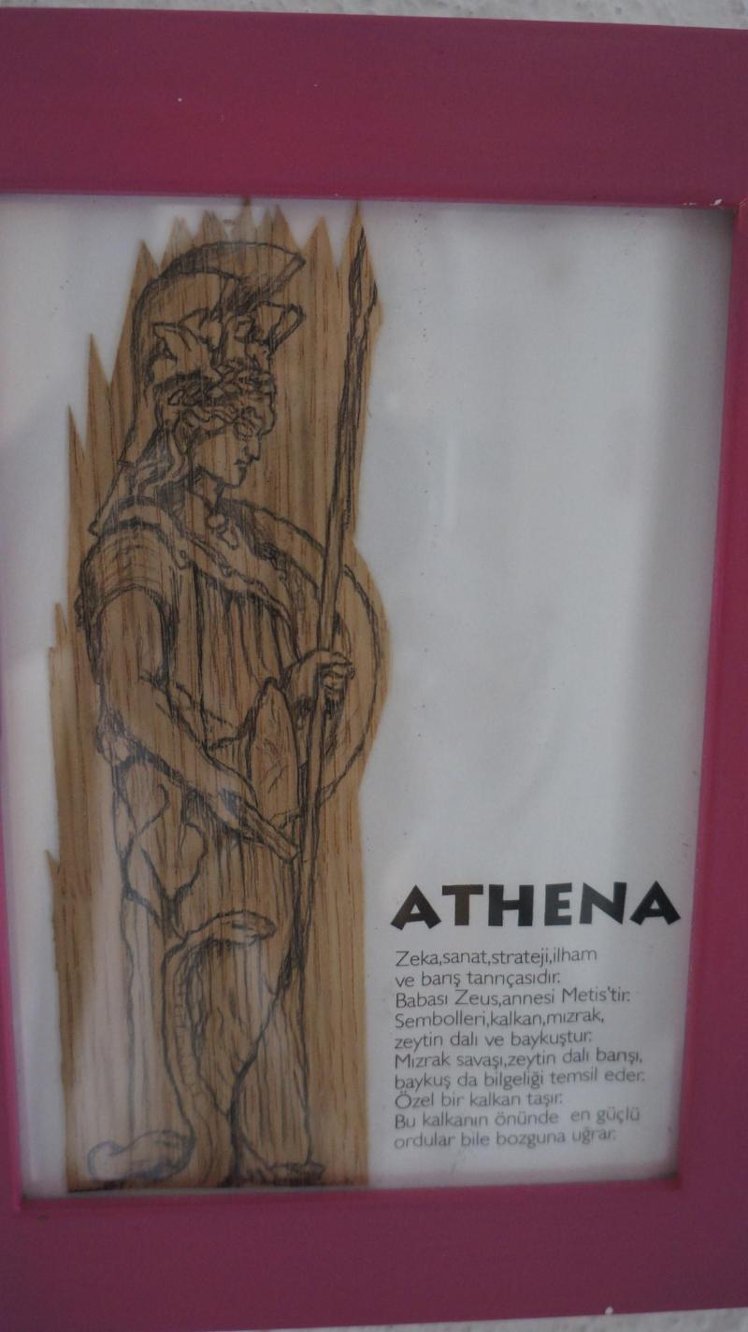 ATHENA
Zeka,sanat,strateji,ilham
ve barış tanrıçasıdır.
Babası Zeus,annesi Metis'tir.
Sembolleri,kalkan,mızrak,
zeytin dalı ve baykuştur.
Mızrak savaşı,zeytin dalı barışı,
baykuş da bilgeliği temsil eder.
Özel bir kalkan taşır.
Bu kalkanın önünde en güçlü
ordular bile bozguna uğrar.